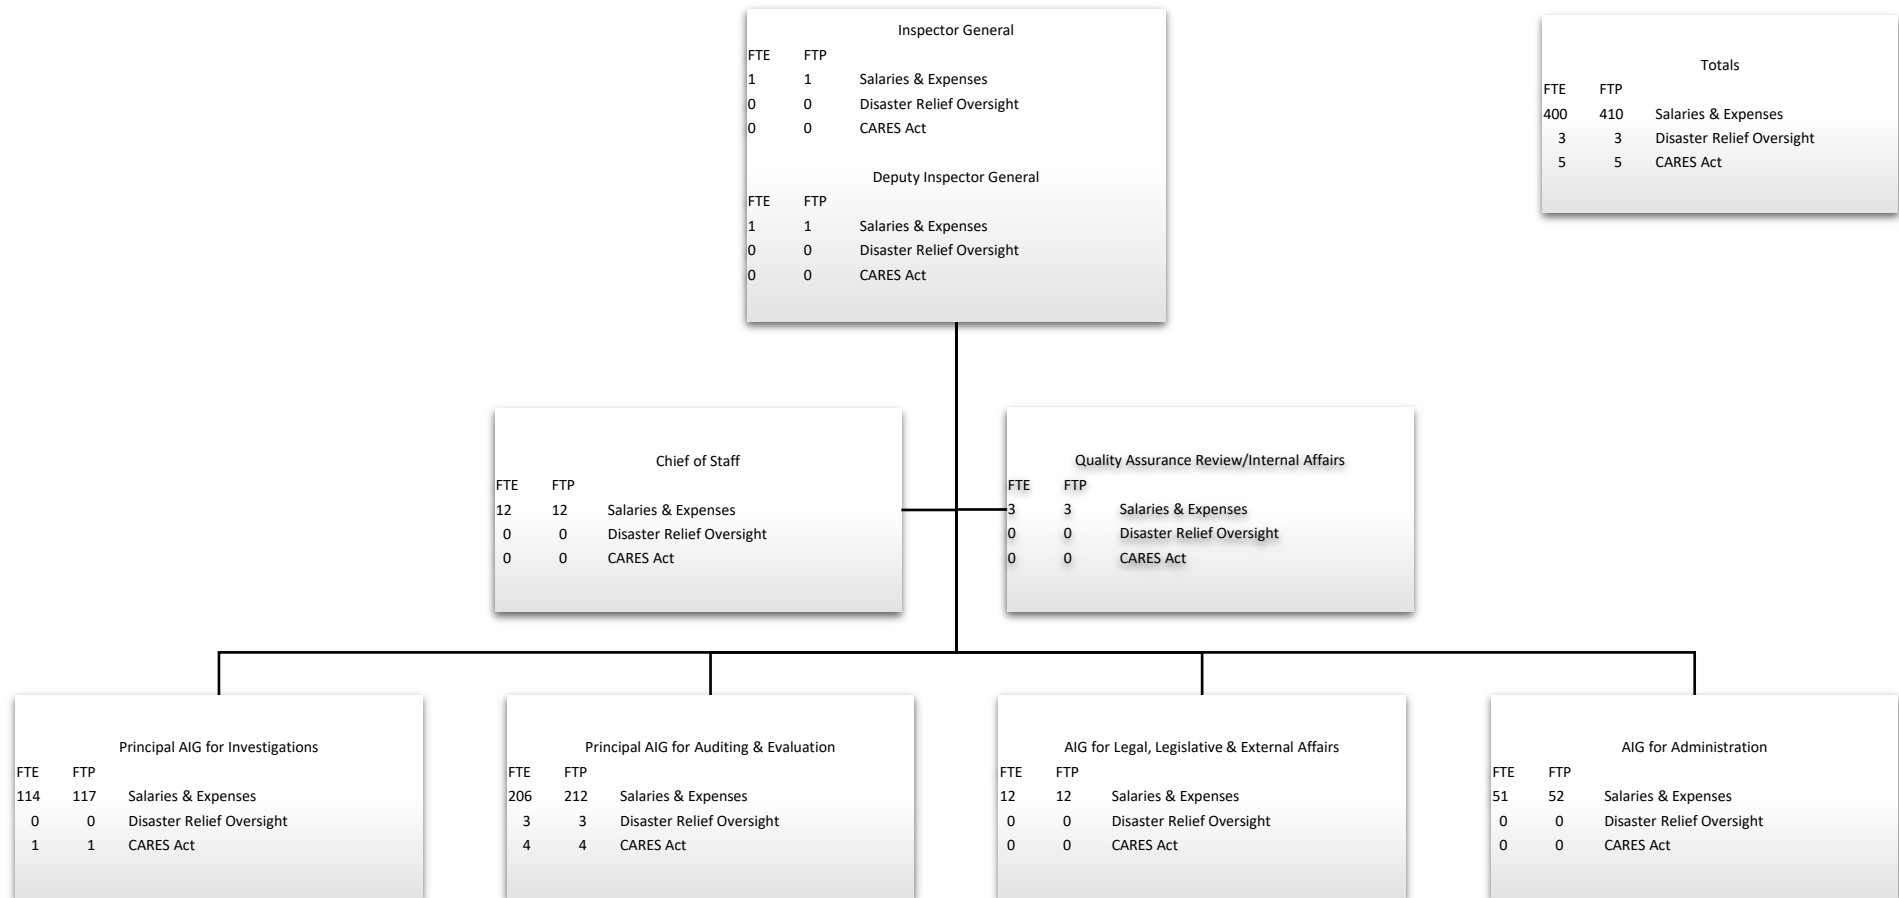 Inspector General
FTE FTP
1 1 Salaries & Expenses
0 0 Disaster Relief Oversight
0 0 CARES Act
Deputy Inspector General
FTE FTP
1 1 Salaries & Expenses
0 0 Disaster Relief Oversight
0 0 CARES Act
Totals
FTE FTP
400 410 Salaries & Expenses
3 3 Disaster Relief Oversight
5 5 CARES Act
Chief of Staff
FTE FTP
12 12 Salaries & Expenses
0 0 Disaster Relief Oversight
0 0 CARES Act
Quality Assurance Review/Internal Affairs
FTE FTP
3 3 Salaries & Expenses
0 0 Disaster Relief Oversight
0 0 CARES Act
Principal AIG for Investigations
FTE FTP
114 117 Salaries & Expenses
0 0 Disaster Relief Oversight
1 1 CARES Act
Principal AIG for Auditing & Evaluation
FTE FTP
206 212 Salaries & Expenses
3 3 Disaster Relief Oversight
4 4 CARES Act
AIG for Legal, Legislative & External Affairs
FTE FTP
12 12 Salaries & Expenses
0 0 Disaster Relief Oversight
0 0 CARES Act
AIG for Administration
FTE FTP
51 52 Salaries & Expenses
0 0 Disaster Relief Oversight
0 0 CARES Act